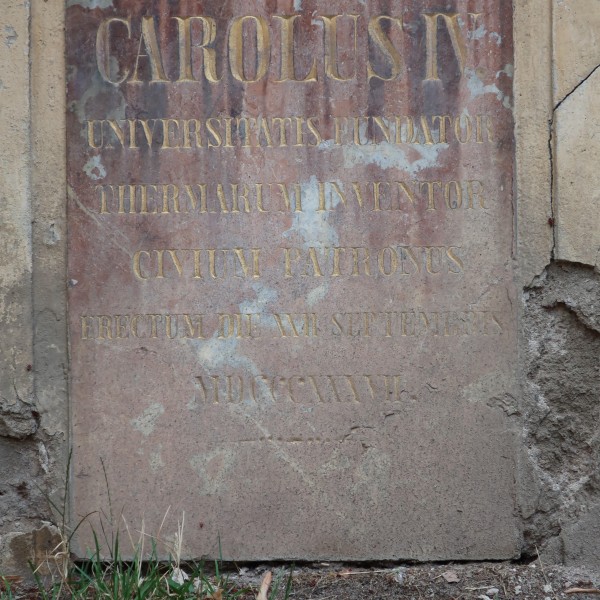 CAROLUS IV
UNIVERSITATIS FUNDATOR
THERMARUM INVENTOR
CIVIUM PATRONUS
ERECTUM DIE XXII SEPTEMBRIS
MDCCCXXXVII.